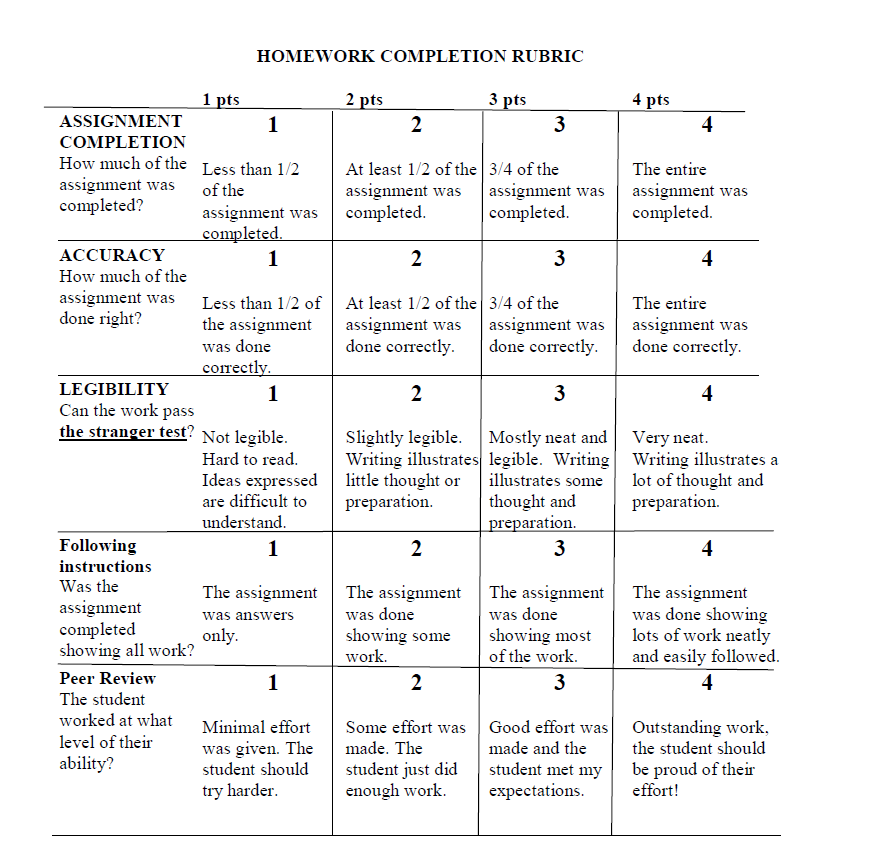 HOMEWORK COMPLETION RUBRIC
1 pts 2 pts 3 pts 4 pts
ASSIGNMENT
COMPLETION
How much of the
assignment was
completed?
1
Less than 1/2
of the
assignment was
completed.
2
At least 1/2 of the
assignment was
completed.
3
3/4 of the
assignment was
completed.
4
The entire
assignment was
completed.
ACCURACY
How much of the
assignment was
done right?
1
Less than 1/2 of
the assignment
was done
correctly.
2
At least 1/2 of the
assignment was
done correctly.
3
3/4 of the
assignment was
done correctly.
4
The entire
assignment was
done correctly.
LEGIBILITY
Can the work pass
the stranger test?
1
Not legible.
Hard to read.
Ideas expressed
are difficult to
understand.
2
Slightly legible.
Writing illustrates
little thought or
preparation.
3
Mostly neat and
legible. Writing
illustrates some
thought and
preparation.
4
Very neat.
Writing illustrates a
lot of thought and
preparation.
Following
instructions
Was the
assignment
completed
showing all work?
1
The assignment
was answers
only.
2
The assignment
was done
showing some
work.
3
The assignment
was done
showing most
of the work.
4
The assignment
was done showing
lots of work neatly
and easily followed.
Peer Review
The student
worked at what
level of their
ability?
1
Minimal effort
was given. The
student should
try harder.
2
Some effort was
made. The
student just did
enough work.
3
Good effort was
made and the
student met my
expectations.
4
Outstanding work,
the student should
be proud of their
effort!